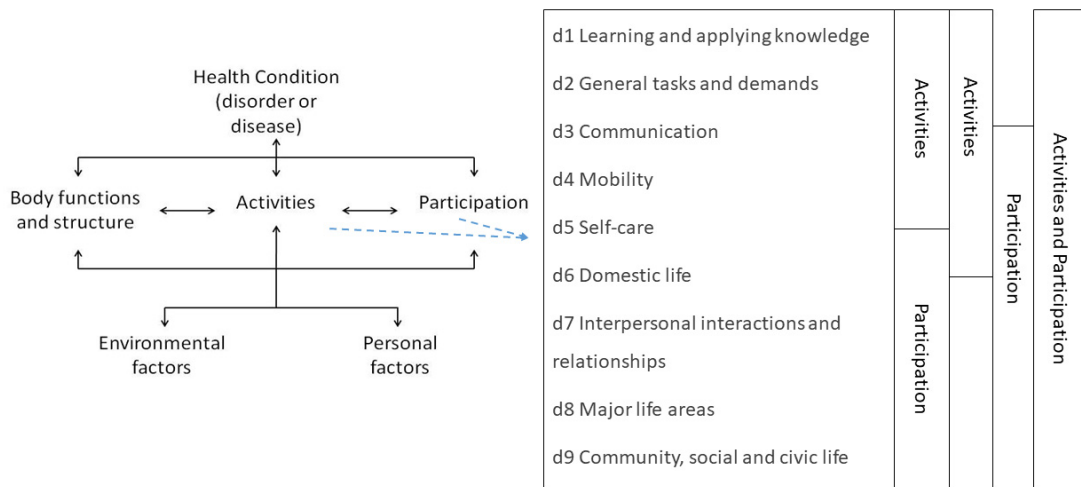 Health Condition
(disorder or
disease)
Body functions
and structure
Activities
Participation
Environmental
factors
Personal
factors
d1 Learning and applying knowledge
d2 General tasks and demands
d3 Communication
d4 Mobility
d5 Self-care
d6 Domestic life
d7 Interpersonal interactions and
relationships
d8 Major life areas
d9 Community, social and civic life
Activities
Participation
Activities
Participation
Activities and Participation